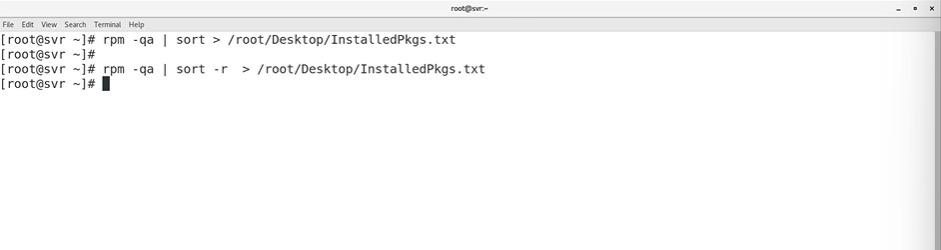 root@svr:~
File Edit View Search Terminal Help
[root@svr ~]# rpm -qa | sort > /root/Desktop/InstalledPkgs.txt
[root@svr ~]#
[root@svr ~]# rpm -qa | sort -r  > /root/Desktop/InstalledPkgs.txt
[root@svr ~]#